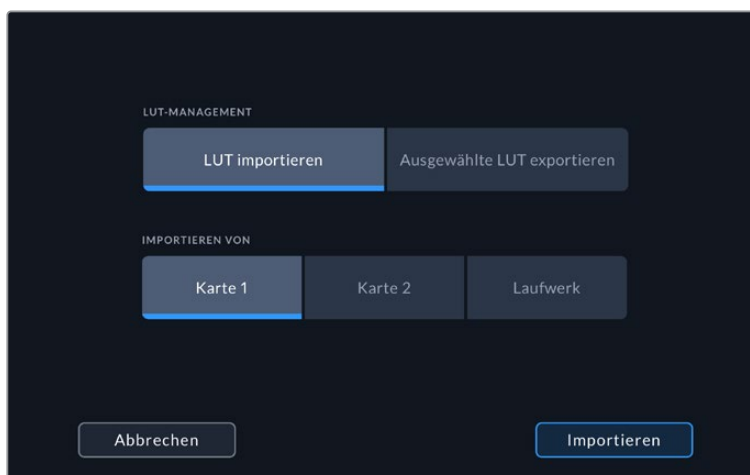 LUT-MANAGEMENT
LUT importieren Ausgewählte LUT exportieren
IMPORTIEREN VON
Karte 1 Karte 2 Laufwerk
Abbrechen Importieren